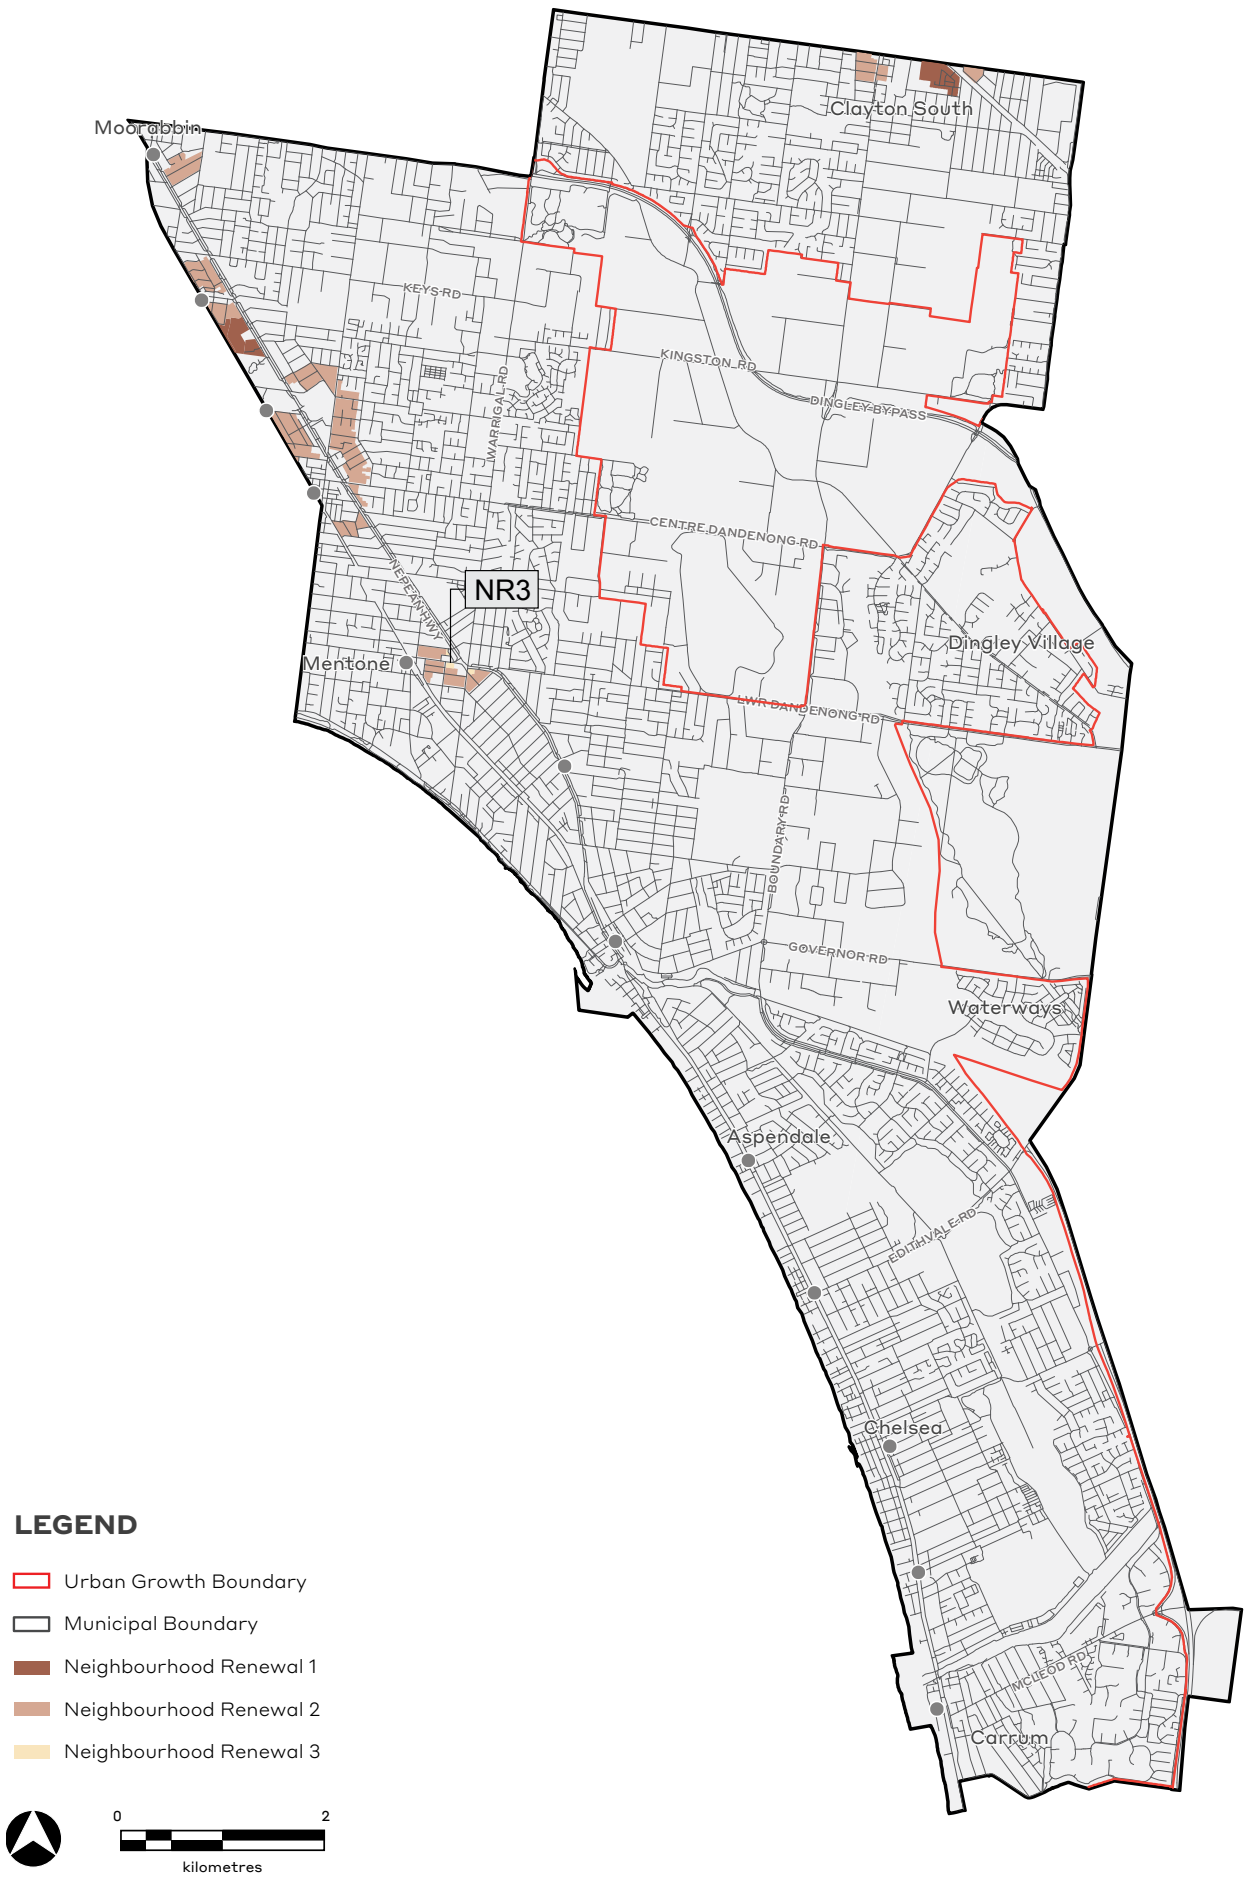 Clayton South
Moorabbin
KEYS RD
KINGSTON RD
WARRIGAL RD
DINGLEY BYPASS
CENTRE DANDENONG RD
NEPEAN HWY
NR3
Dingley Village
Mentone
LWR DANDENONG RD
BOUNDARY RD
GOVERNOR RD
Waterways
Aspendale
EDITHVALE RD
Chelsea
MCLEOD RD
Carrum
LEGEND
Urban Growth Boundary
Municipal Boundary
Neighbourhood Renewal 1
Neighbourhood Renewal 2
Neighbourhood Renewal 3
0 2
kilometres